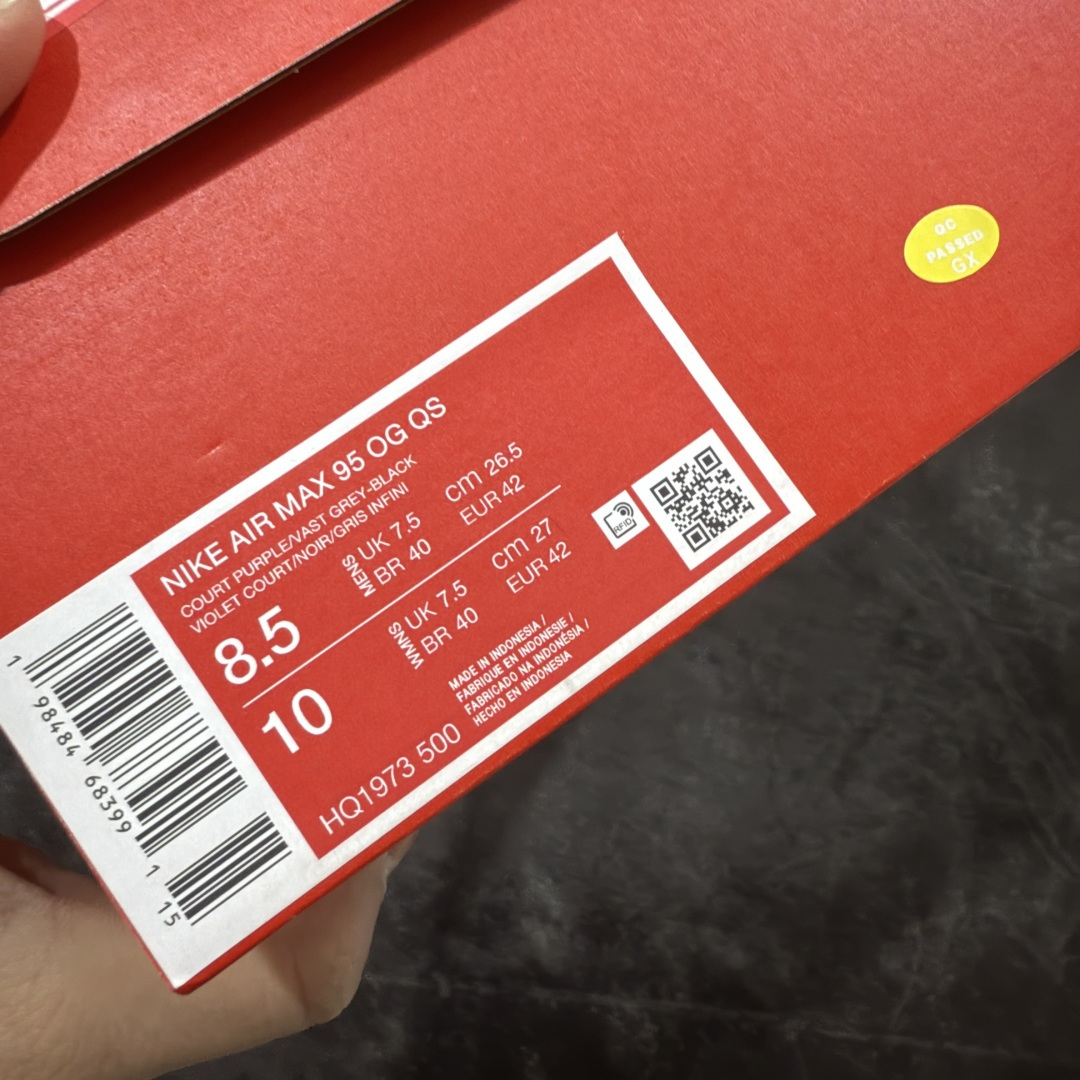 QC
PASSED
GX
NIKE AIR MAX 95 OG QS
COURT PURPLE/VAST GREY-BLACK
VIOLET COURT/NOIR/GRIS INFINI
8.5
MENS
UK 7.5
cm 26.5
BR 40
EUR 42
10
WMNS
UK 7.5
cm 27
BR 40
EUR 42
RFID
HQ1973 500
MADE IN INDONESIA /
FABRIQUE EN INDONESIE /
FABRICADO NA INDONÉSIA /
HECHO EN INDONESIA
1 98484 68399 1
15